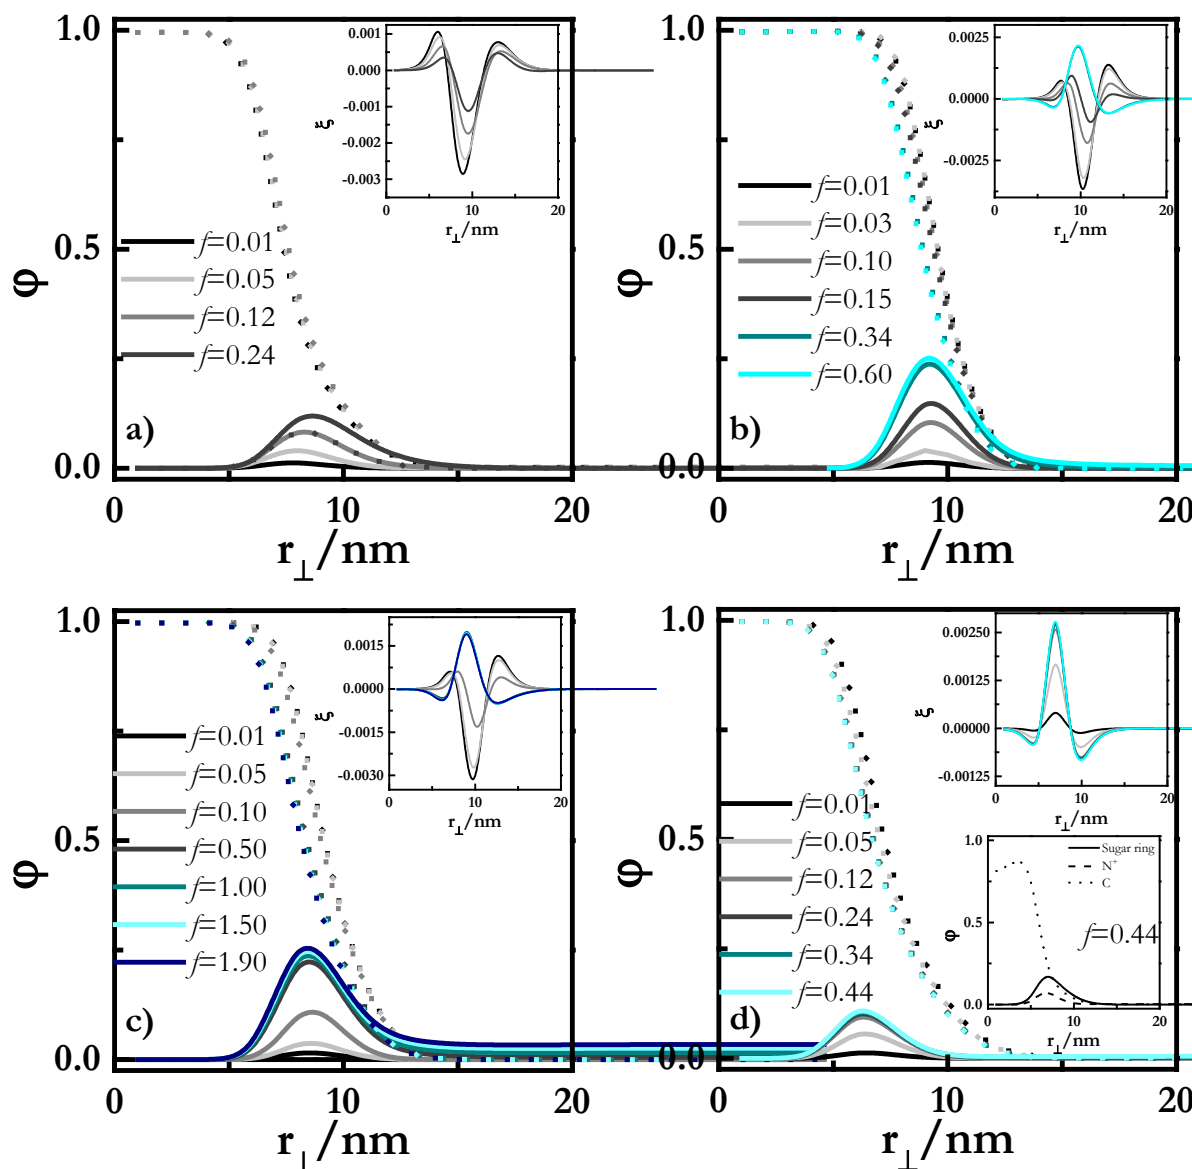 1.0
0.5
0.0
φ
0
10
20
r⊥/nm
f=0.01
f=0.05
f=0.12
f=0.24
a)
0.001
0.000
-0.001
-0.002
-0.003
ξ
0
10
20
r⊥/nm
1.0
0.5
0.0
φ
0
10
20
r⊥/nm
f=0.01
f=0.03
f=0.10
f=0.15
f=0.34
f=0.60
b)
0.0025
0.0000
-0.0025
ξ
0
10
20
r⊥/nm
1.0
0.5
0.0
φ
0
10
20
r⊥/nm
f=0.01
f=0.05
f=0.10
f=0.50
f=1.00
f=1.50
f=1.90
c)
0.0015
0.0000
-0.0015
-0.0030
ξ
0
10
20
r⊥/nm
1.0
0.5
0.0
φ
0
10
20
r⊥/nm
f=0.01
f=0.05
f=0.12
f=0.24
f=0.34
f=0.44
d)
0.00250
0.00125
0.00000
-0.00125
ξ
0
10
20
r⊥/nm
1.0
0.5
0.0
φ
Sugar ring
N⁺
C
f=0.44
0
10
20
r⊥/nm